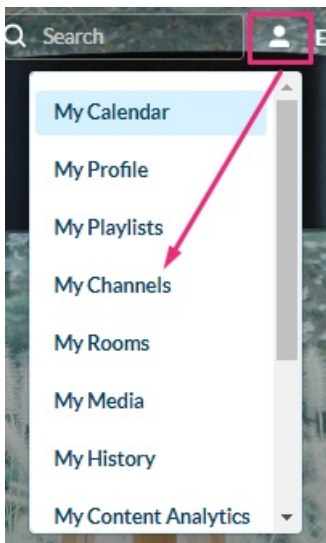 Search
E
My Calendar
My Profile
My Playlists
My Channels
My Rooms
My Media
My History
My Content Analytics